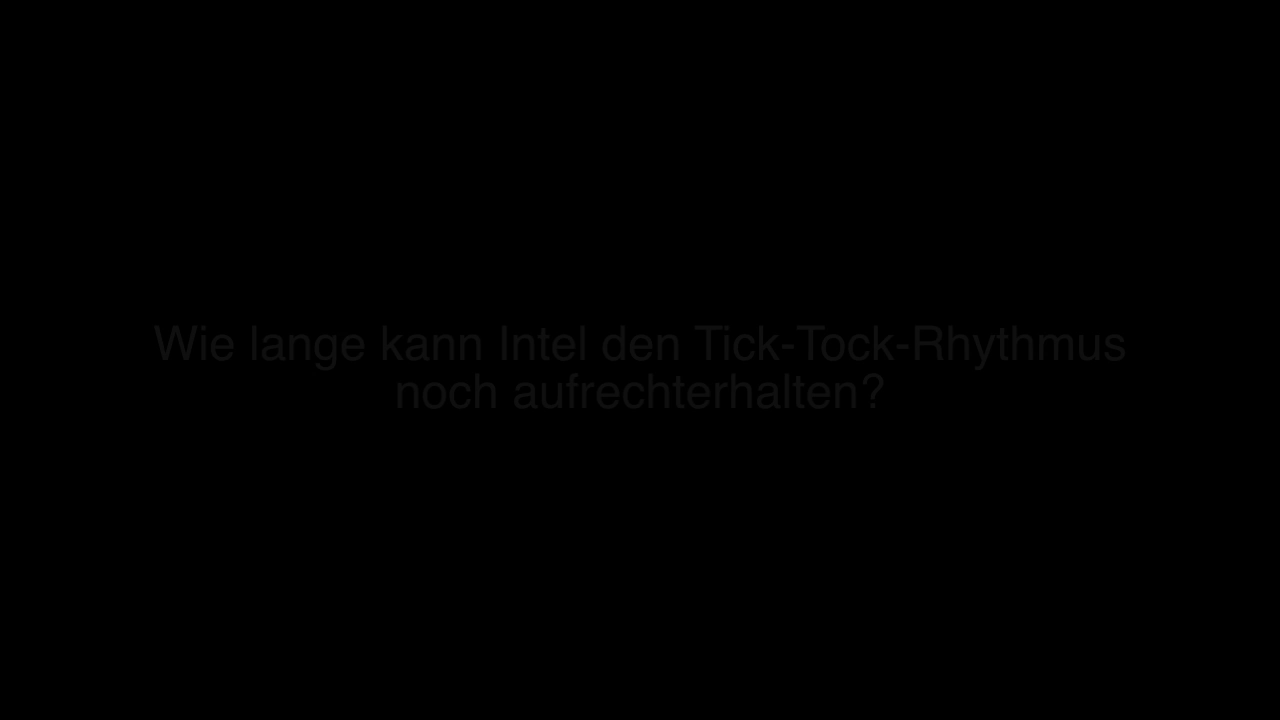 Wie lange kann Intel den Tick-Tock-Rhythmus
noch aufrechterhalten?